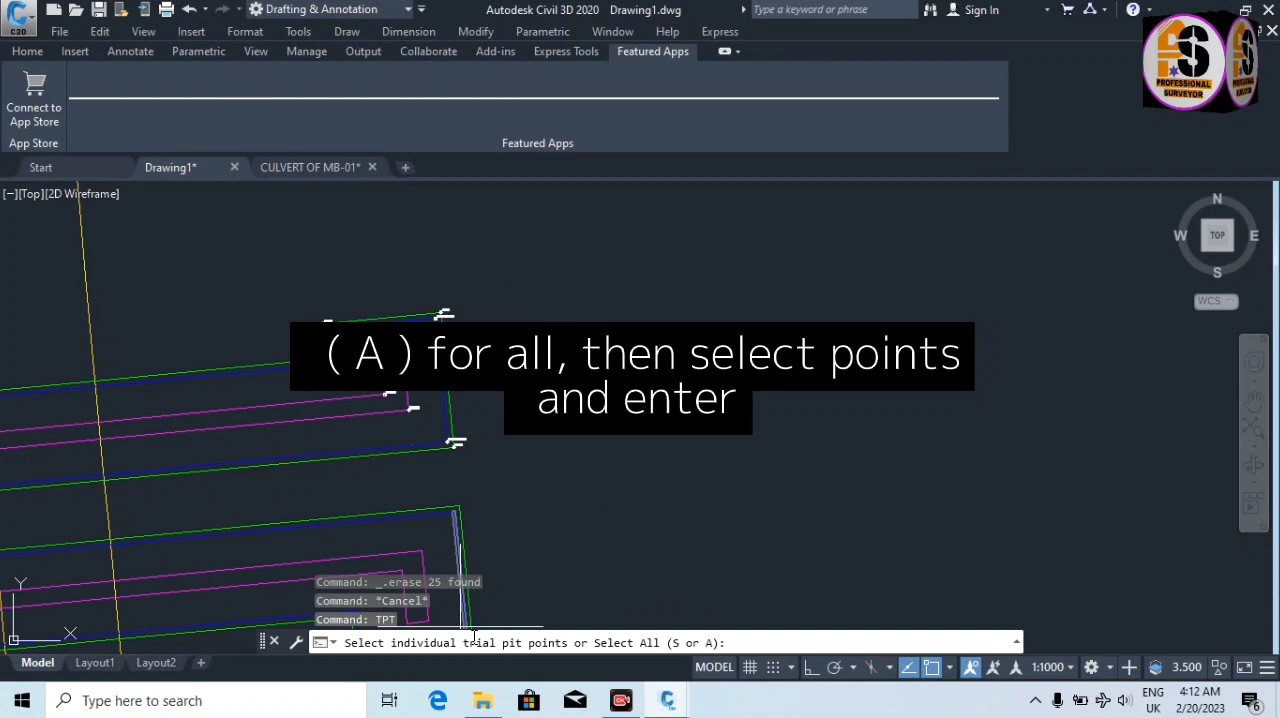 C3D
Drafting & Annotation
Autodesk Civil 3D 2020 Drawing1.dwg
Type a keyword or phrase
Sign In
File Edit View Insert Format Tools Draw Dimension Modify Parametric Window Help Express
Home Insert Annotate Parametric View Manage Output Collaborate Add-ins Express Tools Featured Apps
PS
PROFESSIONAL
SURVEYOR
Connect to
App Store
App Store
Featured Apps
Start
Drawing1*
CULVERT OF MB-01*
[−][Top][2D Wireframe]
N
W TOP E
S
WCS
( A ) for all, then select points
and enter
Command: _.erase 25 found
Command: *Cancel*
Command: TPT
Y
X
Select individual trial pit points or Select All (S or A):
Model Layout1 Layout2 +
MODEL
1:1000
3.500
Type here to search
ENG
UK
4:12 AM
2/20/2023
6